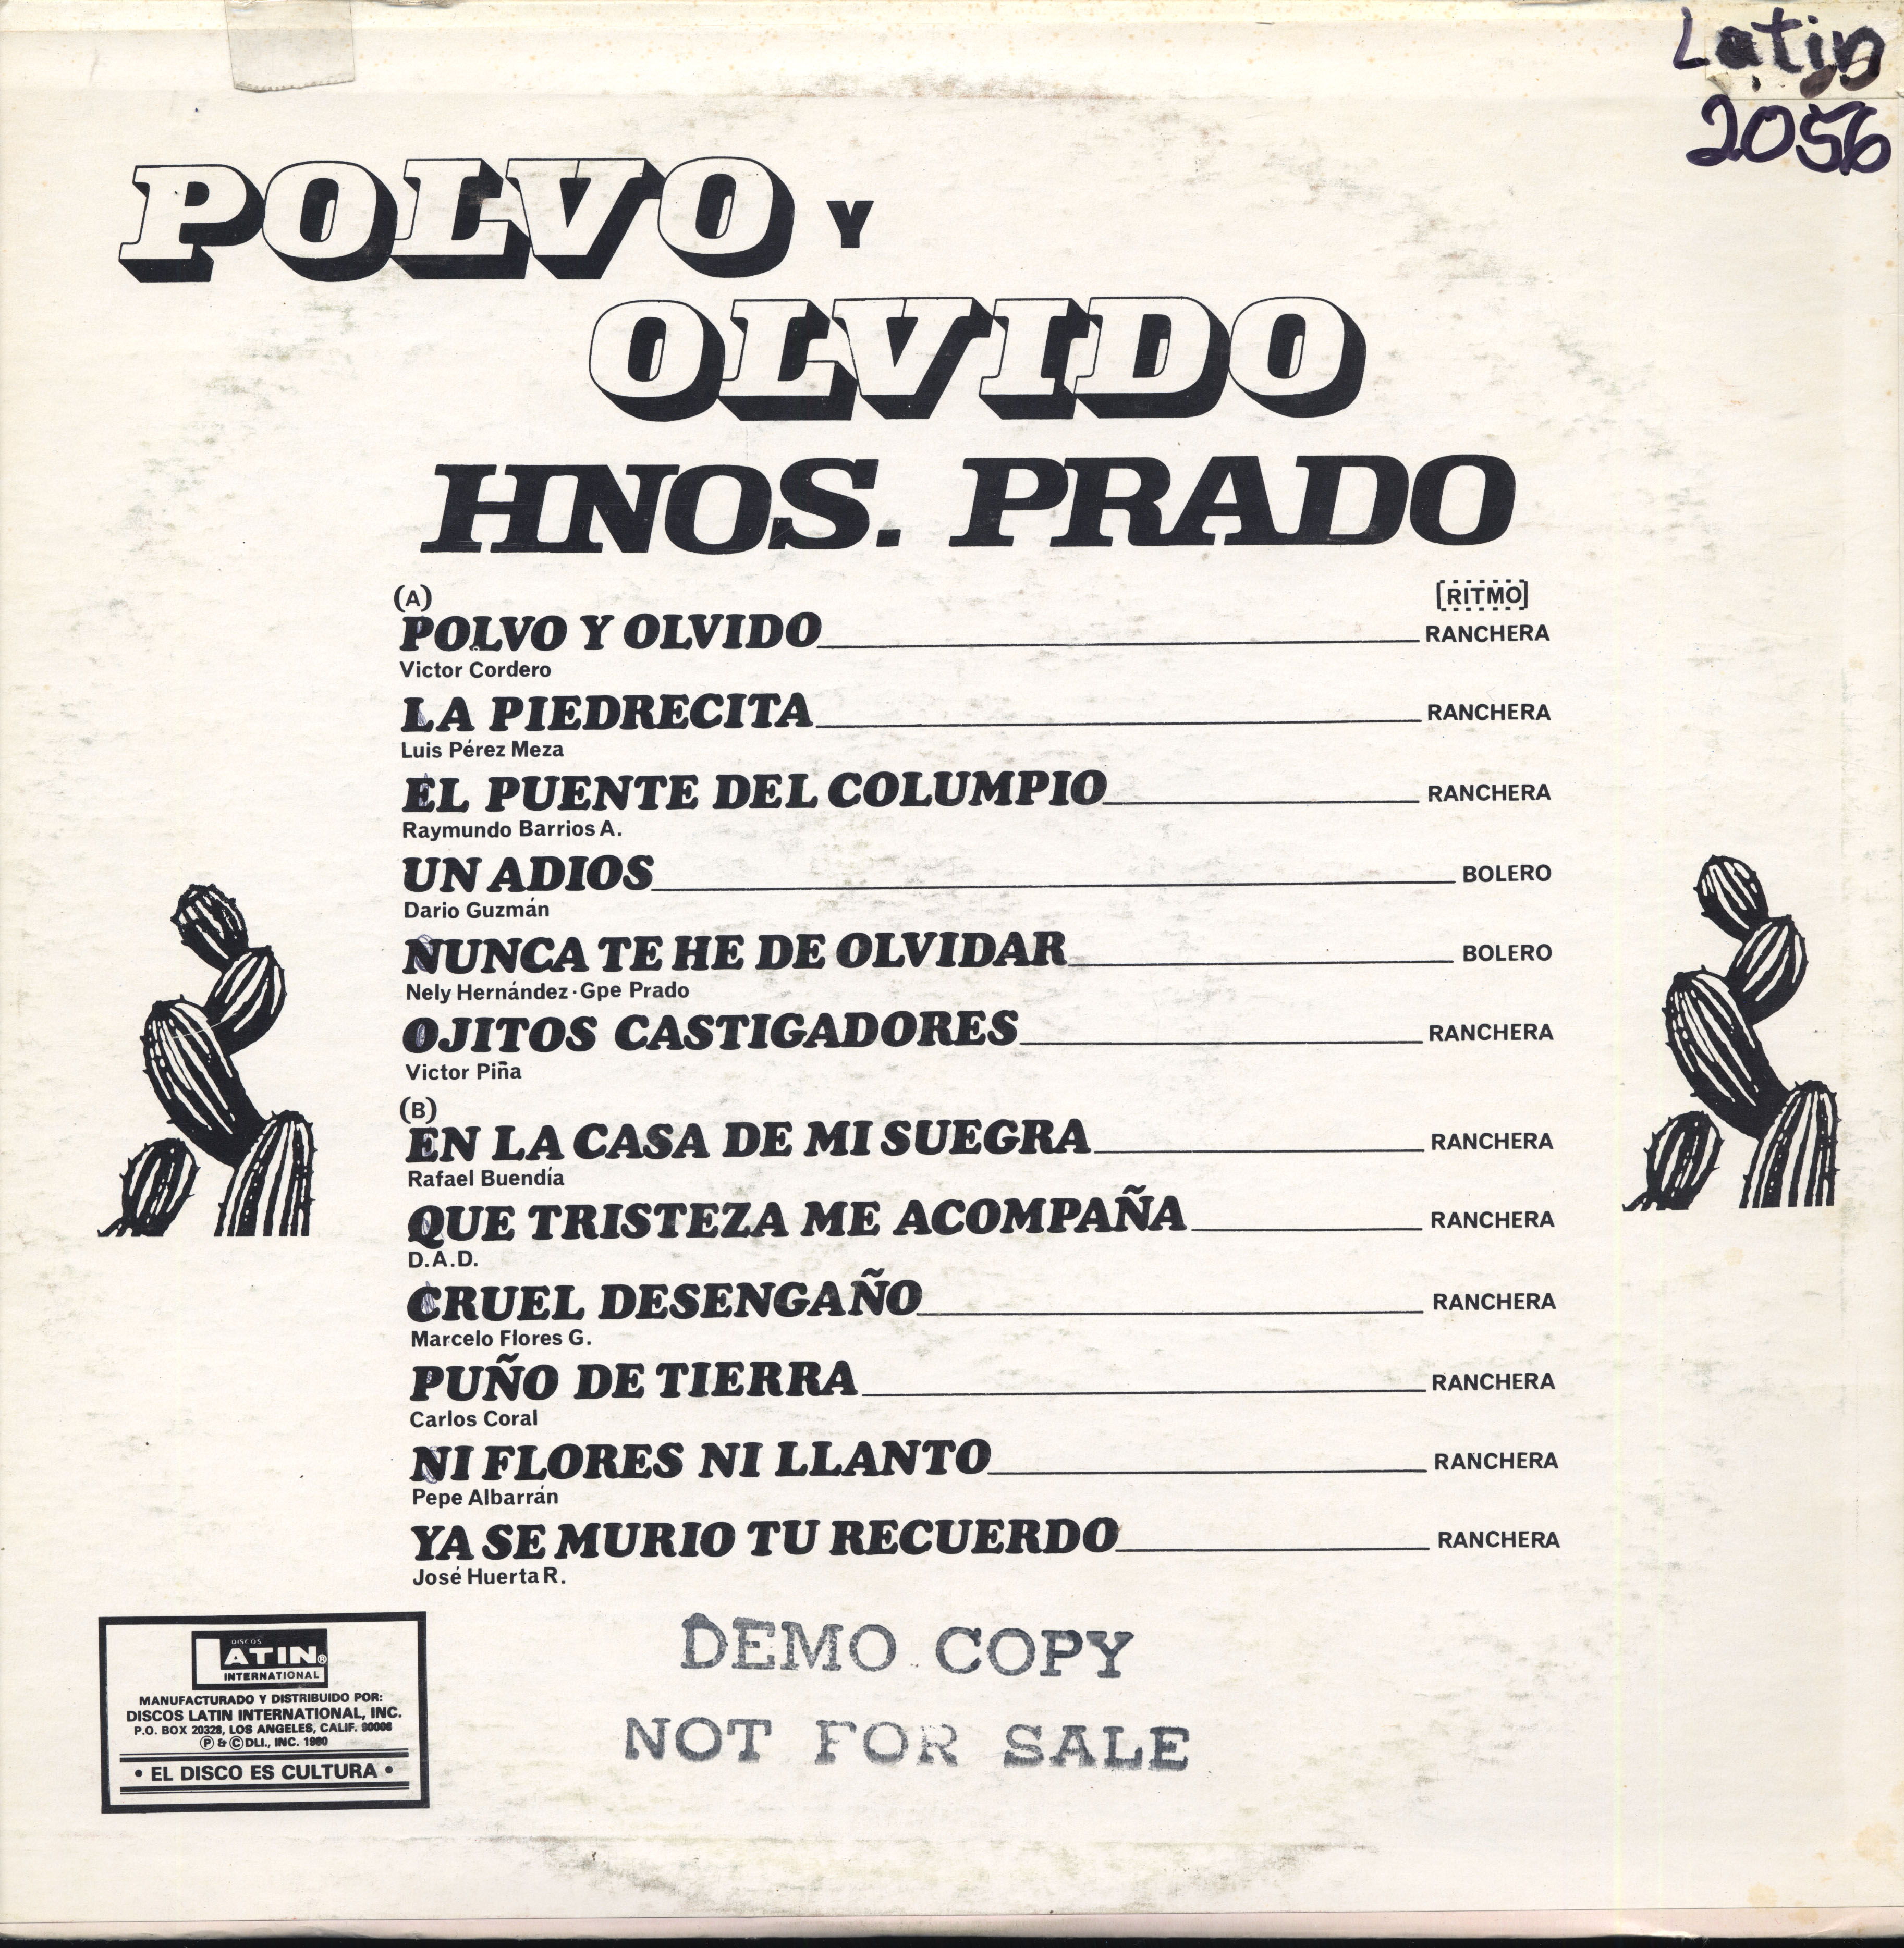 Latin
2056
POLVO Y
OLVIDO
HNOS. PRADO
(A) [RITMO]
POLVO Y OLVIDO RANCHERA
Victor Cordero
LA PIEDRECITA RANCHERA
Luis Pérez Meza
EL PUENTE DEL COLUMPIO RANCHERA
Raymundo Barrios A.
UN ADIOS BOLERO
Dario Guzmán
NUNCA TE HE DE OLVIDAR BOLERO
Nely Hernández·Gpe Prado
OJITOS CASTIGADORES RANCHERA
Victor Piña
(B)
EN LA CASA DE MI SUEGRA RANCHERA
Rafael Buendía
QUE TRISTEZA ME ACOMPAÑA RANCHERA
D.A.D.
CRUEL DESENGAÑO RANCHERA
Marcelo Flores G.
PUÑO DE TIERRA RANCHERA
Carlos Coral
NI FLORES NI LLANTO RANCHERA
Pepe Albarrán
YA SE MURIO TU RECUERDO RANCHERA
José Huerta R.
DEMO COPY
NOT FOR SALE
DISCOS
LATIN®
INTERNATIONAL
MANUFACTURADO Y DISTRIBUIDO POR:
DISCOS LATIN INTERNATIONAL, INC.
P.O. BOX 20328, LOS ANGELES, CALIF. 90006
Ⓟ & © DLI., INC. 1980
• EL DISCO ES CULTURA •